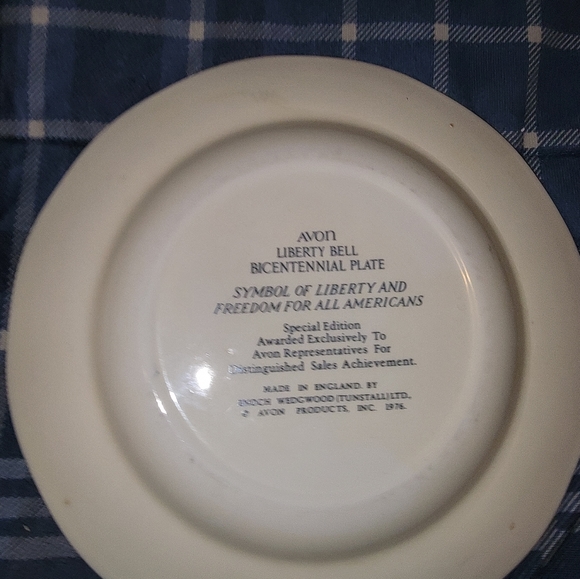 AVON
LIBERTY BELL
BICENTENNIAL PLATE
SYMBOL OF LIBERTY AND
FREEDOM FOR ALL AMERICANS
Special Edition
Awarded Exclusively To
Avon Representatives For
Distinguished Sales Achievement.
MADE IN ENGLAND BY
ENOCH WEDGWOOD (TUNSTALL) LTD.,
© AVON PRODUCTS, INC. 1976.